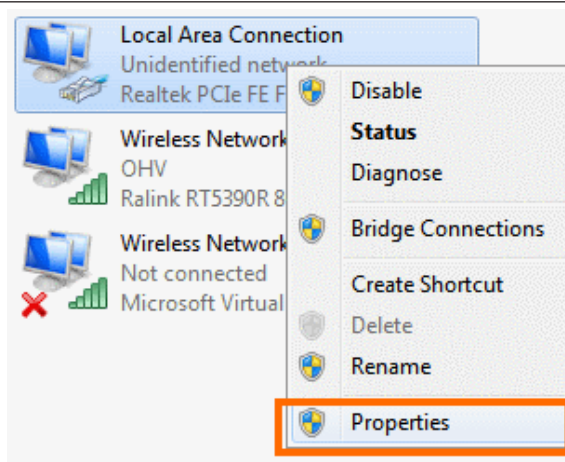 Local Area Connection
Unidentified network
Realtek PCIe FE F
Wireless Network
OHV
Ralink RT5390R 8
Wireless Network
Not connected
Microsoft Virtual
Disable
Status
Diagnose
Bridge Connections
Create Shortcut
Delete
Rename
Properties